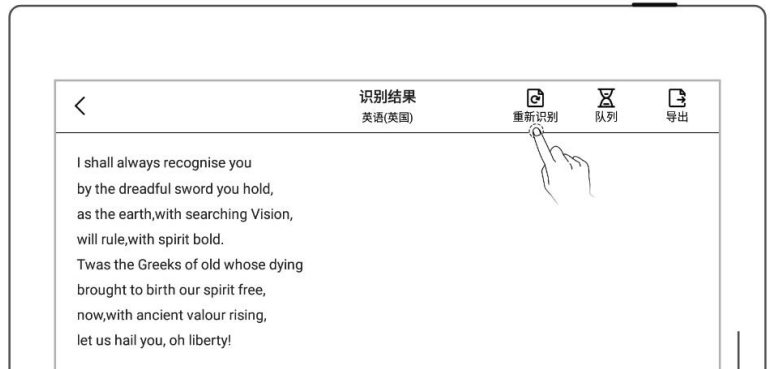 识别结果
英语(英国)
重新识别
队列
导出
I shall always recognise you
by the dreadful sword you hold,
as the earth,with searching Vision,
will rule,with spirit bold.
Twas the Greeks of old whose dying
brought to birth our spirit free,
now,with ancient valour rising,
let us hail you, oh liberty!